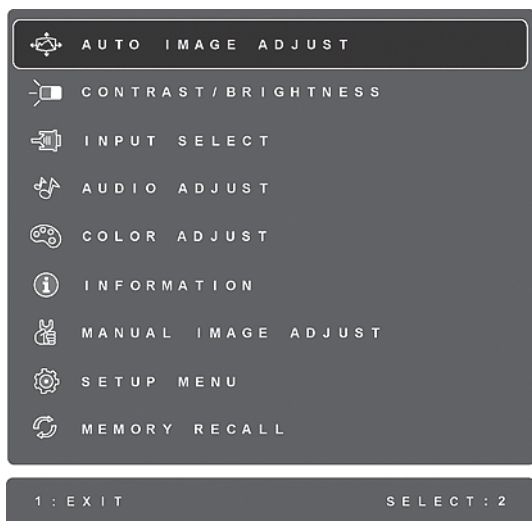 AUTO IMAGE ADJUST
CONTRAST/BRIGHTNESS
INPUT SELECT
AUDIO ADJUST
COLOR ADJUST
INFORMATION
MANUAL IMAGE ADJUST
SETUP MENU
MEMORY RECALL
1:EXIT SELECT:2